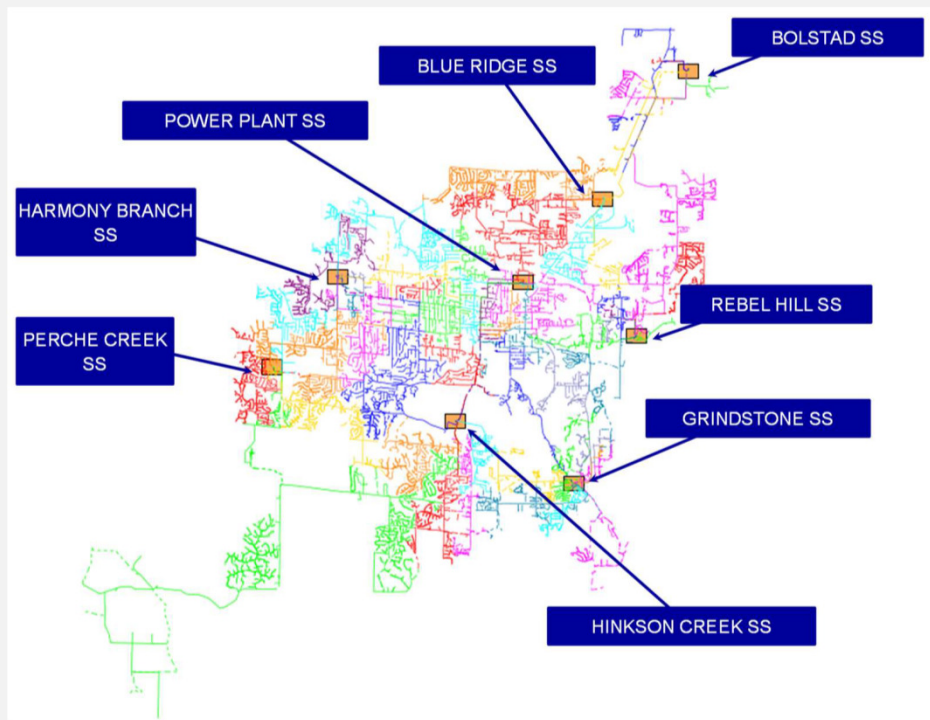 BOLSTAD SS
BLUE RIDGE SS
POWER PLANT SS
HARMONY BRANCH
SS
REBEL HILL SS
PERCHE CREEK
SS
GRINDSTONE SS
HINKSON CREEK SS